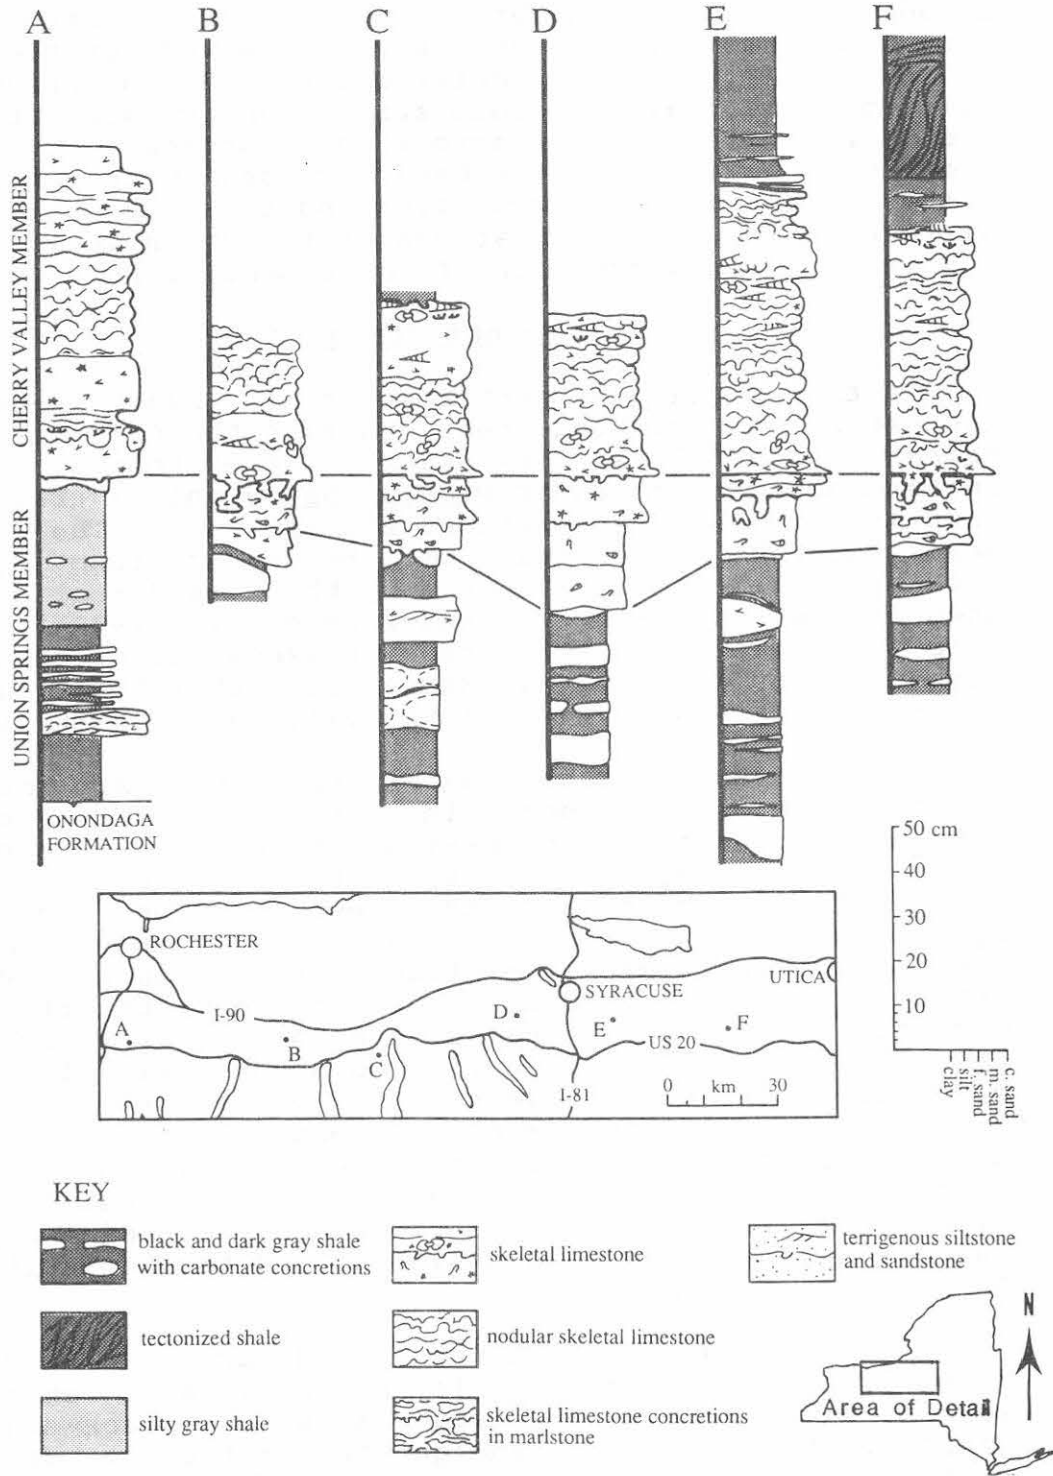 A B C D E F
CHERRY VALLEY MEMBER
UNION SPRINGS MEMBER
ONONDAGA
FORMATION
50 cm
40
30
20
10
clay
silt
f. sand
m. sand
c. sand
ROCHESTER
I-90
SYRACUSE
UTICA
A
B
C
D
E
F
US 20
I-81
0 km 30
KEY
black and dark gray shale
with carbonate concretions
tectonized shale
silty gray shale
skeletal limestone
nodular skeletal limestone
skeletal limestone concretions
in marlstone
terrigenous siltstone
and sandstone
N
Area of Detail